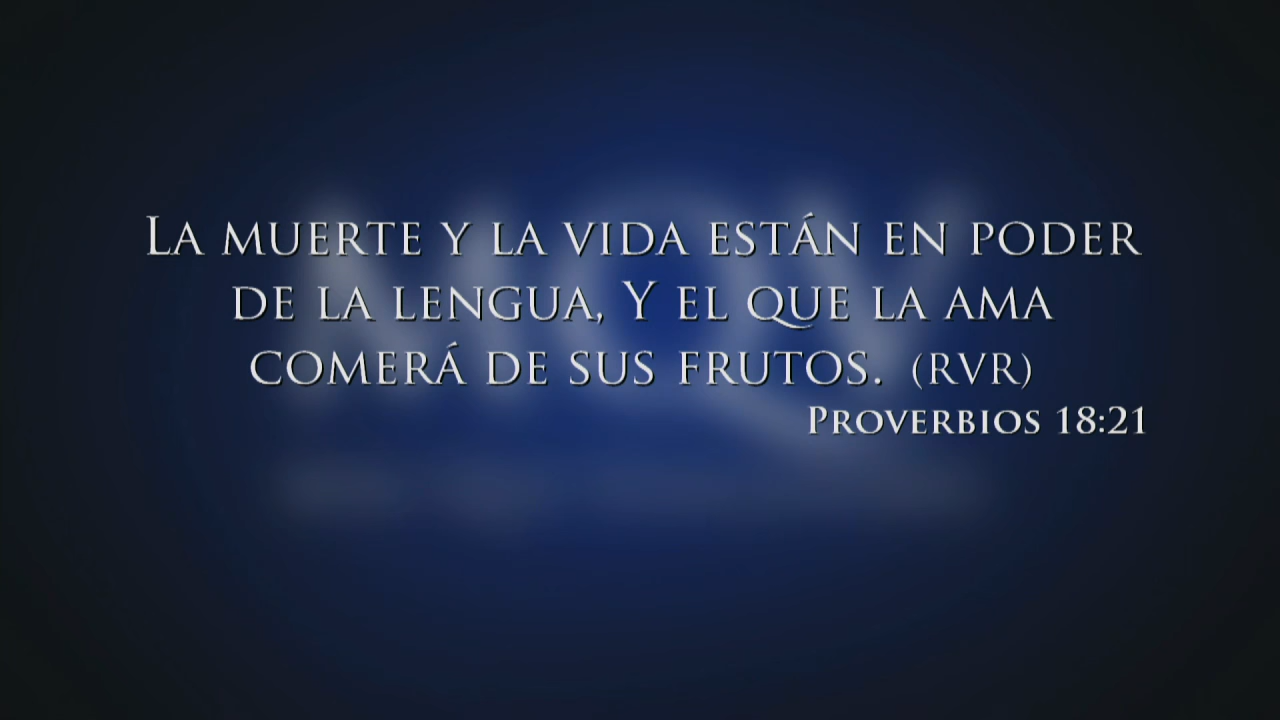 La muerte y la vida están en poder
de la lengua, Y el que la ama
comerá de sus frutos. (RVR)
Proverbios 18:21